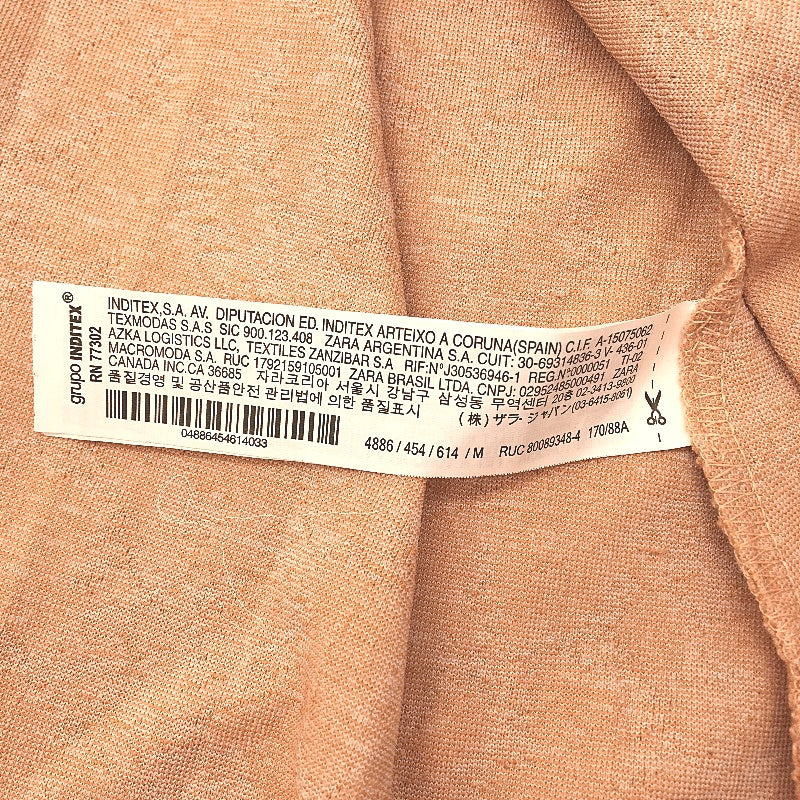 grupo INDITEX®
RN 77302
INDITEX,S.A. AV. DIPUTACION ED. INDITEX ARTEIXO A CORUNA(SPAIN) C.I.F. A-15075062
TEXMODAS S.A.S SIC 900.123.408 ZARA ARGENTINA S.A. CUIT: 30-69314836-3 V- 436-01
AZKA LOGISTICS LLC, TEXTILES ZANZIBAR S.A RIF:NºJ30536946-1 REG.Nº0000051 TI-02
MACROMODA S.A. RÚC 1792159105001 ZARA BRASIL LTDA. CNPJ: 02952485000491 ZARA
CANADA INC.CA 36685 자라코리아 서울시 강남구 삼성동 무역센터 20층 02-3413-9800
품질경영 및 공산품안전 관리법에 의한 품질표시 (株) ザラ・ジャパン(03-6415-8061)
04886454614033
4886 / 454 / 614 / M RUC 80089348-4 170/88A